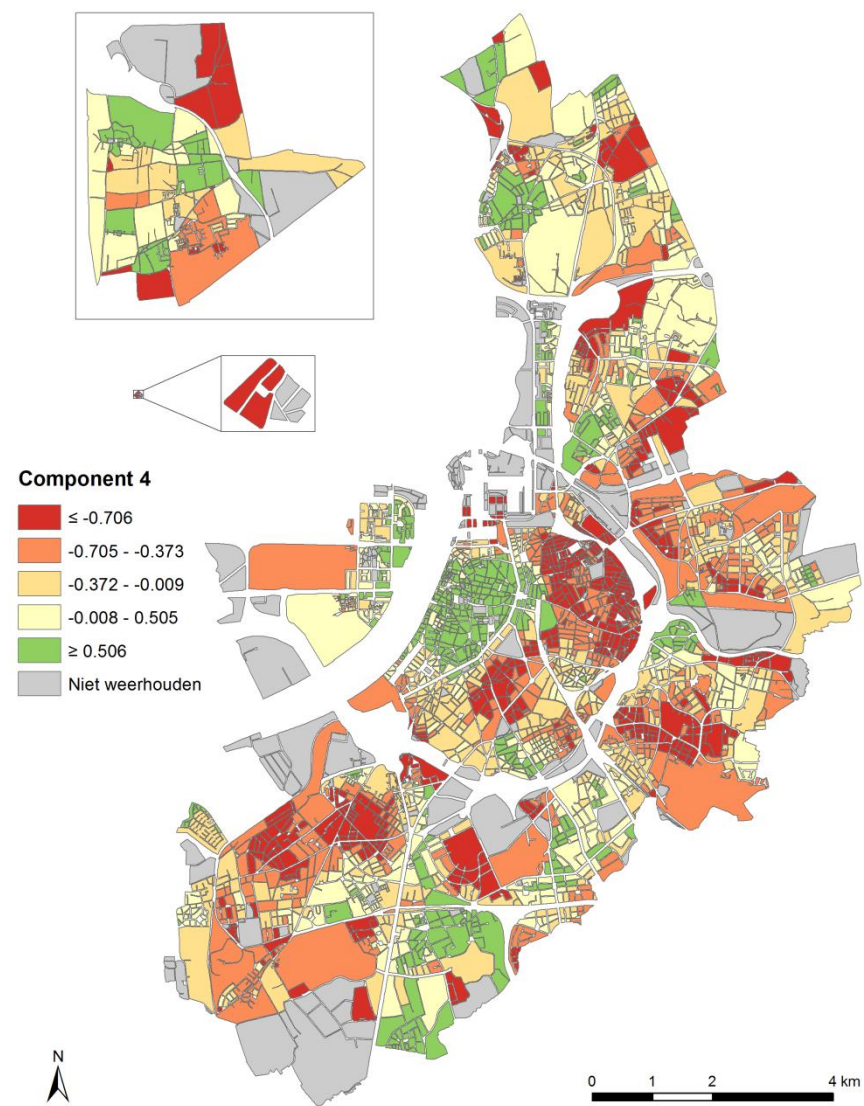 Component 4
≤ -0.706
-0.705 - -0.373
-0.372 - -0.009
-0.008 - 0.505
≥ 0.506
Niet weerhouden
N
0 1 2 4 km